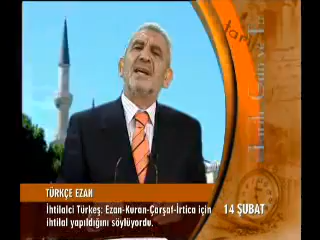 TÜRKÇE EZAN
İhtilalci Türkeş: Ezan-Kuran-Çarşaf-İrtica için
ihtilal yapıldığını söylüyordu.
14 ŞUBAT